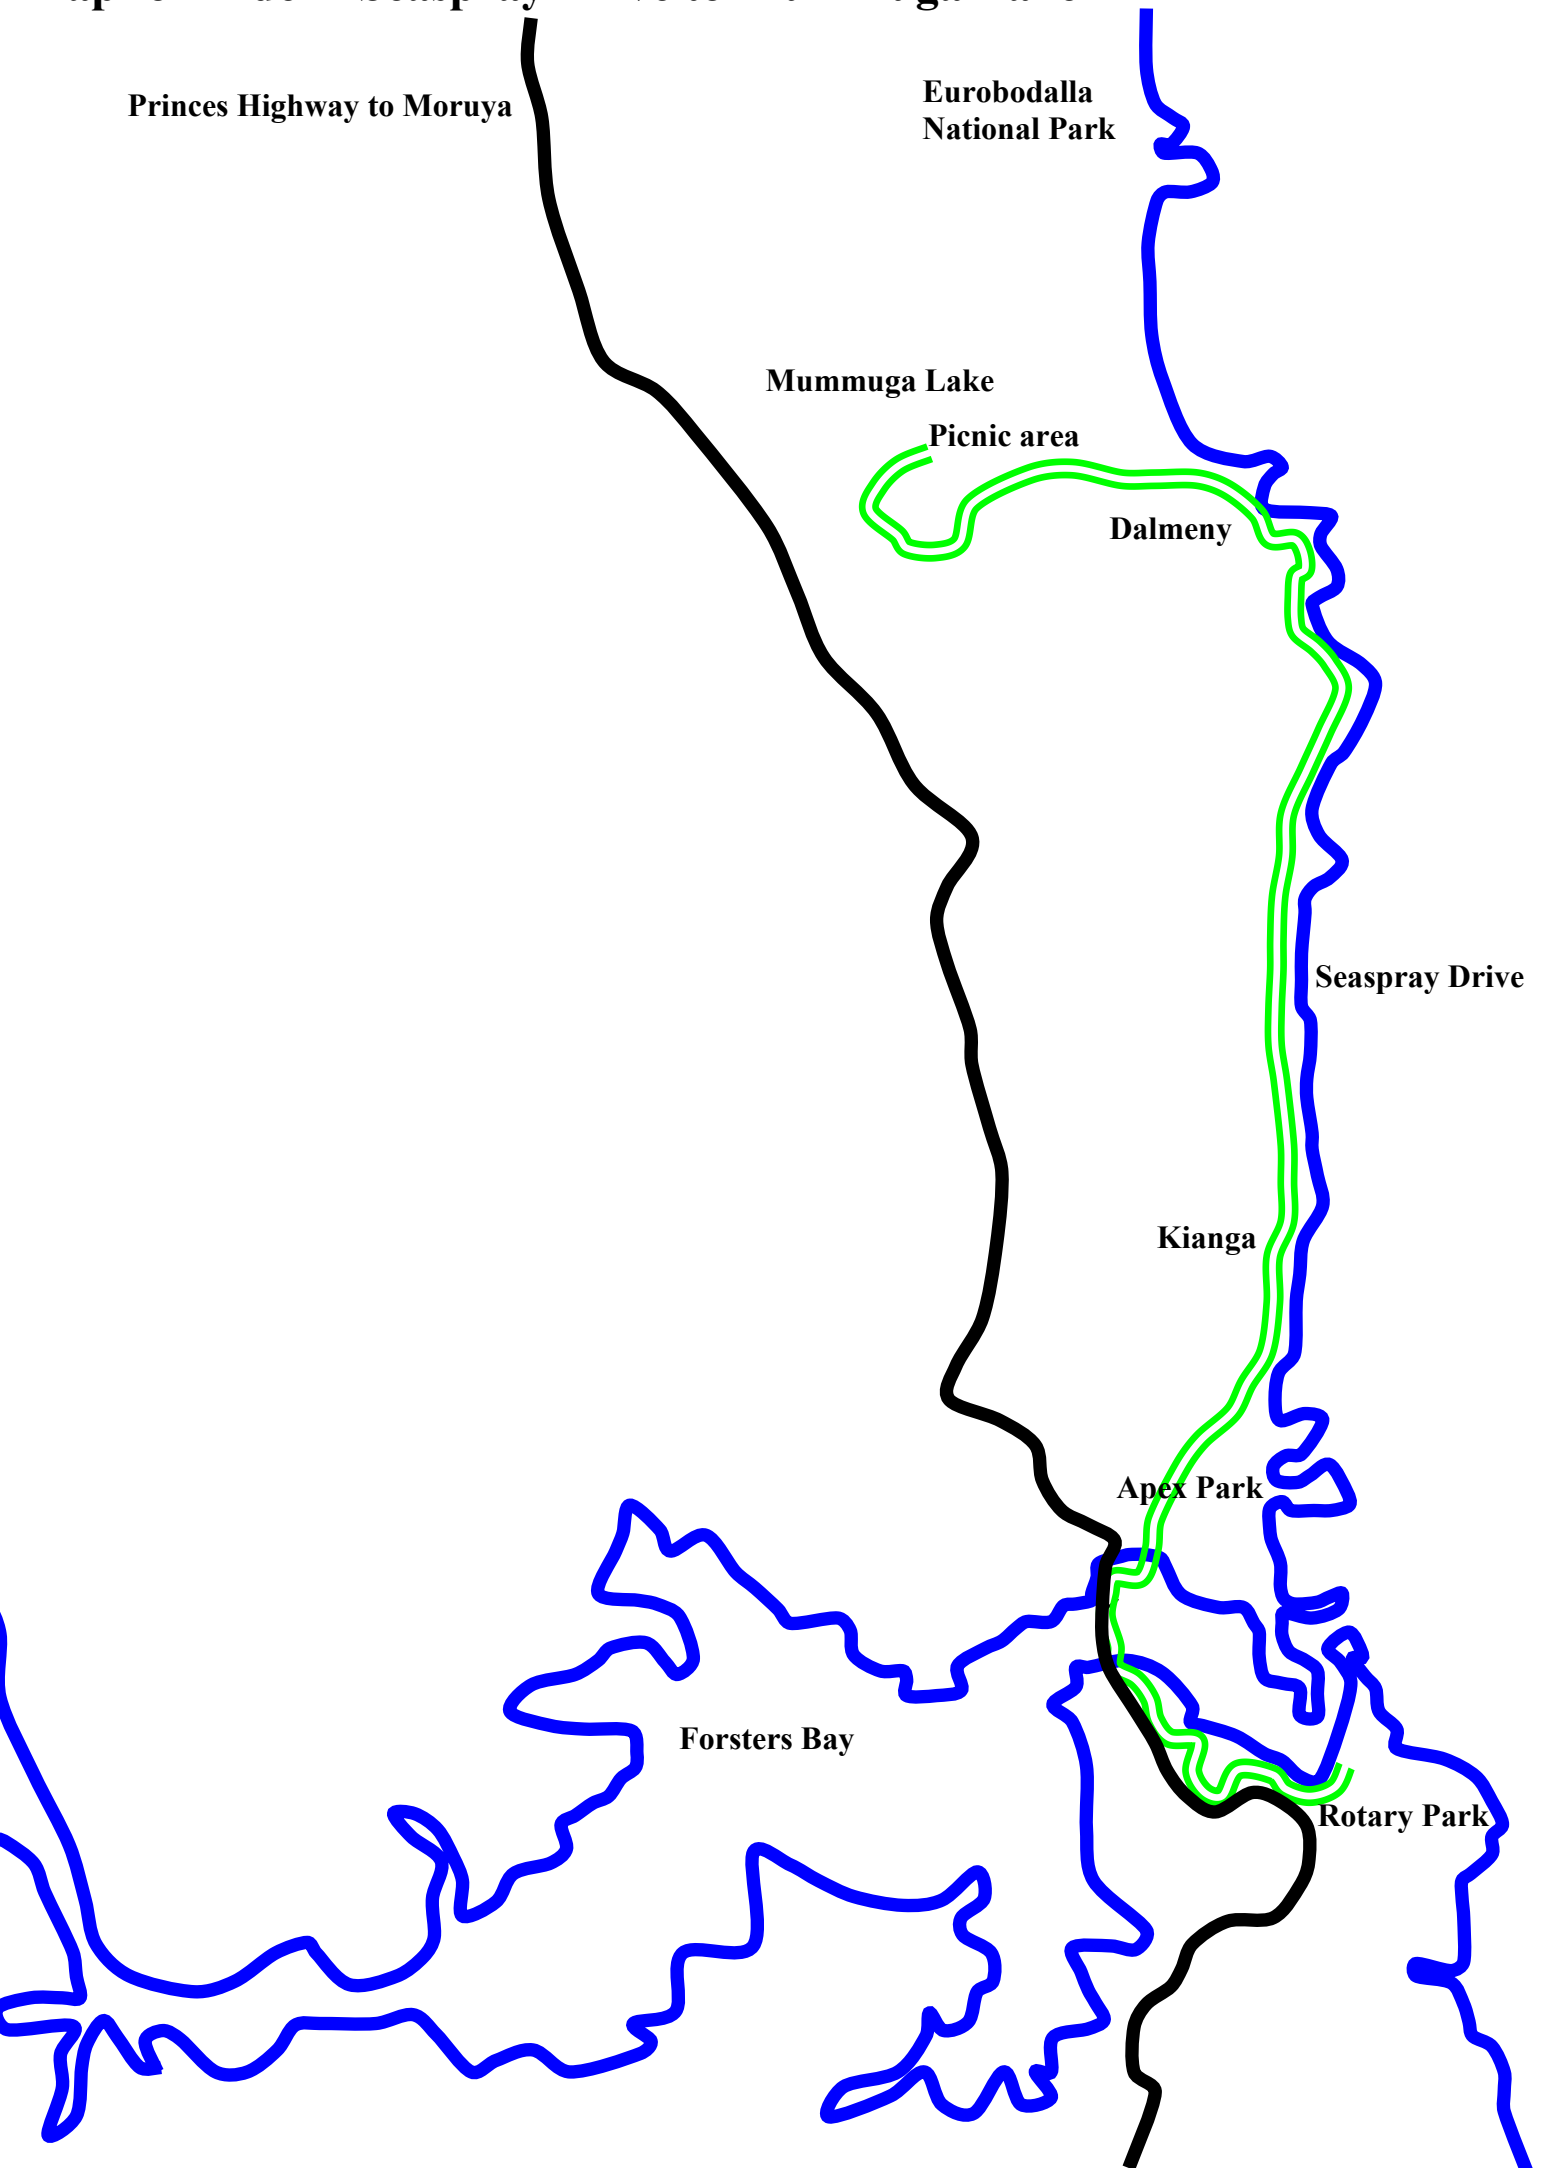 Princes Highway to Moruya
Eurobodalla
National Park
Mummuga Lake
Picnic area
Dalmeny
Seaspray Drive
Kianga
Apex Park
Forsters Bay
Rotary Park